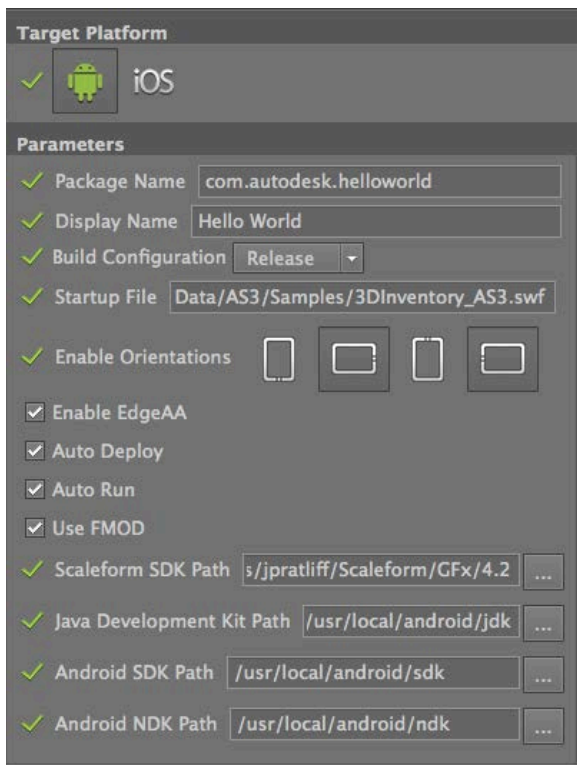 Target Platform
iOS
Parameters
Package Name com.autodesk.helloworld
Display Name Hello World
Build Configuration Release
Startup File Data/AS3/Samples/3DInventory_AS3.swf
Enable Orientations
Enable EdgeAA
Auto Deploy
Auto Run
Use FMOD
Scaleform SDK Path s/jpratliff/Scaleform/GFx/4.2 ...
Java Development Kit Path /usr/local/android/jdk ...
Android SDK Path /usr/local/android/sdk ...
Android NDK Path /usr/local/android/ndk ...